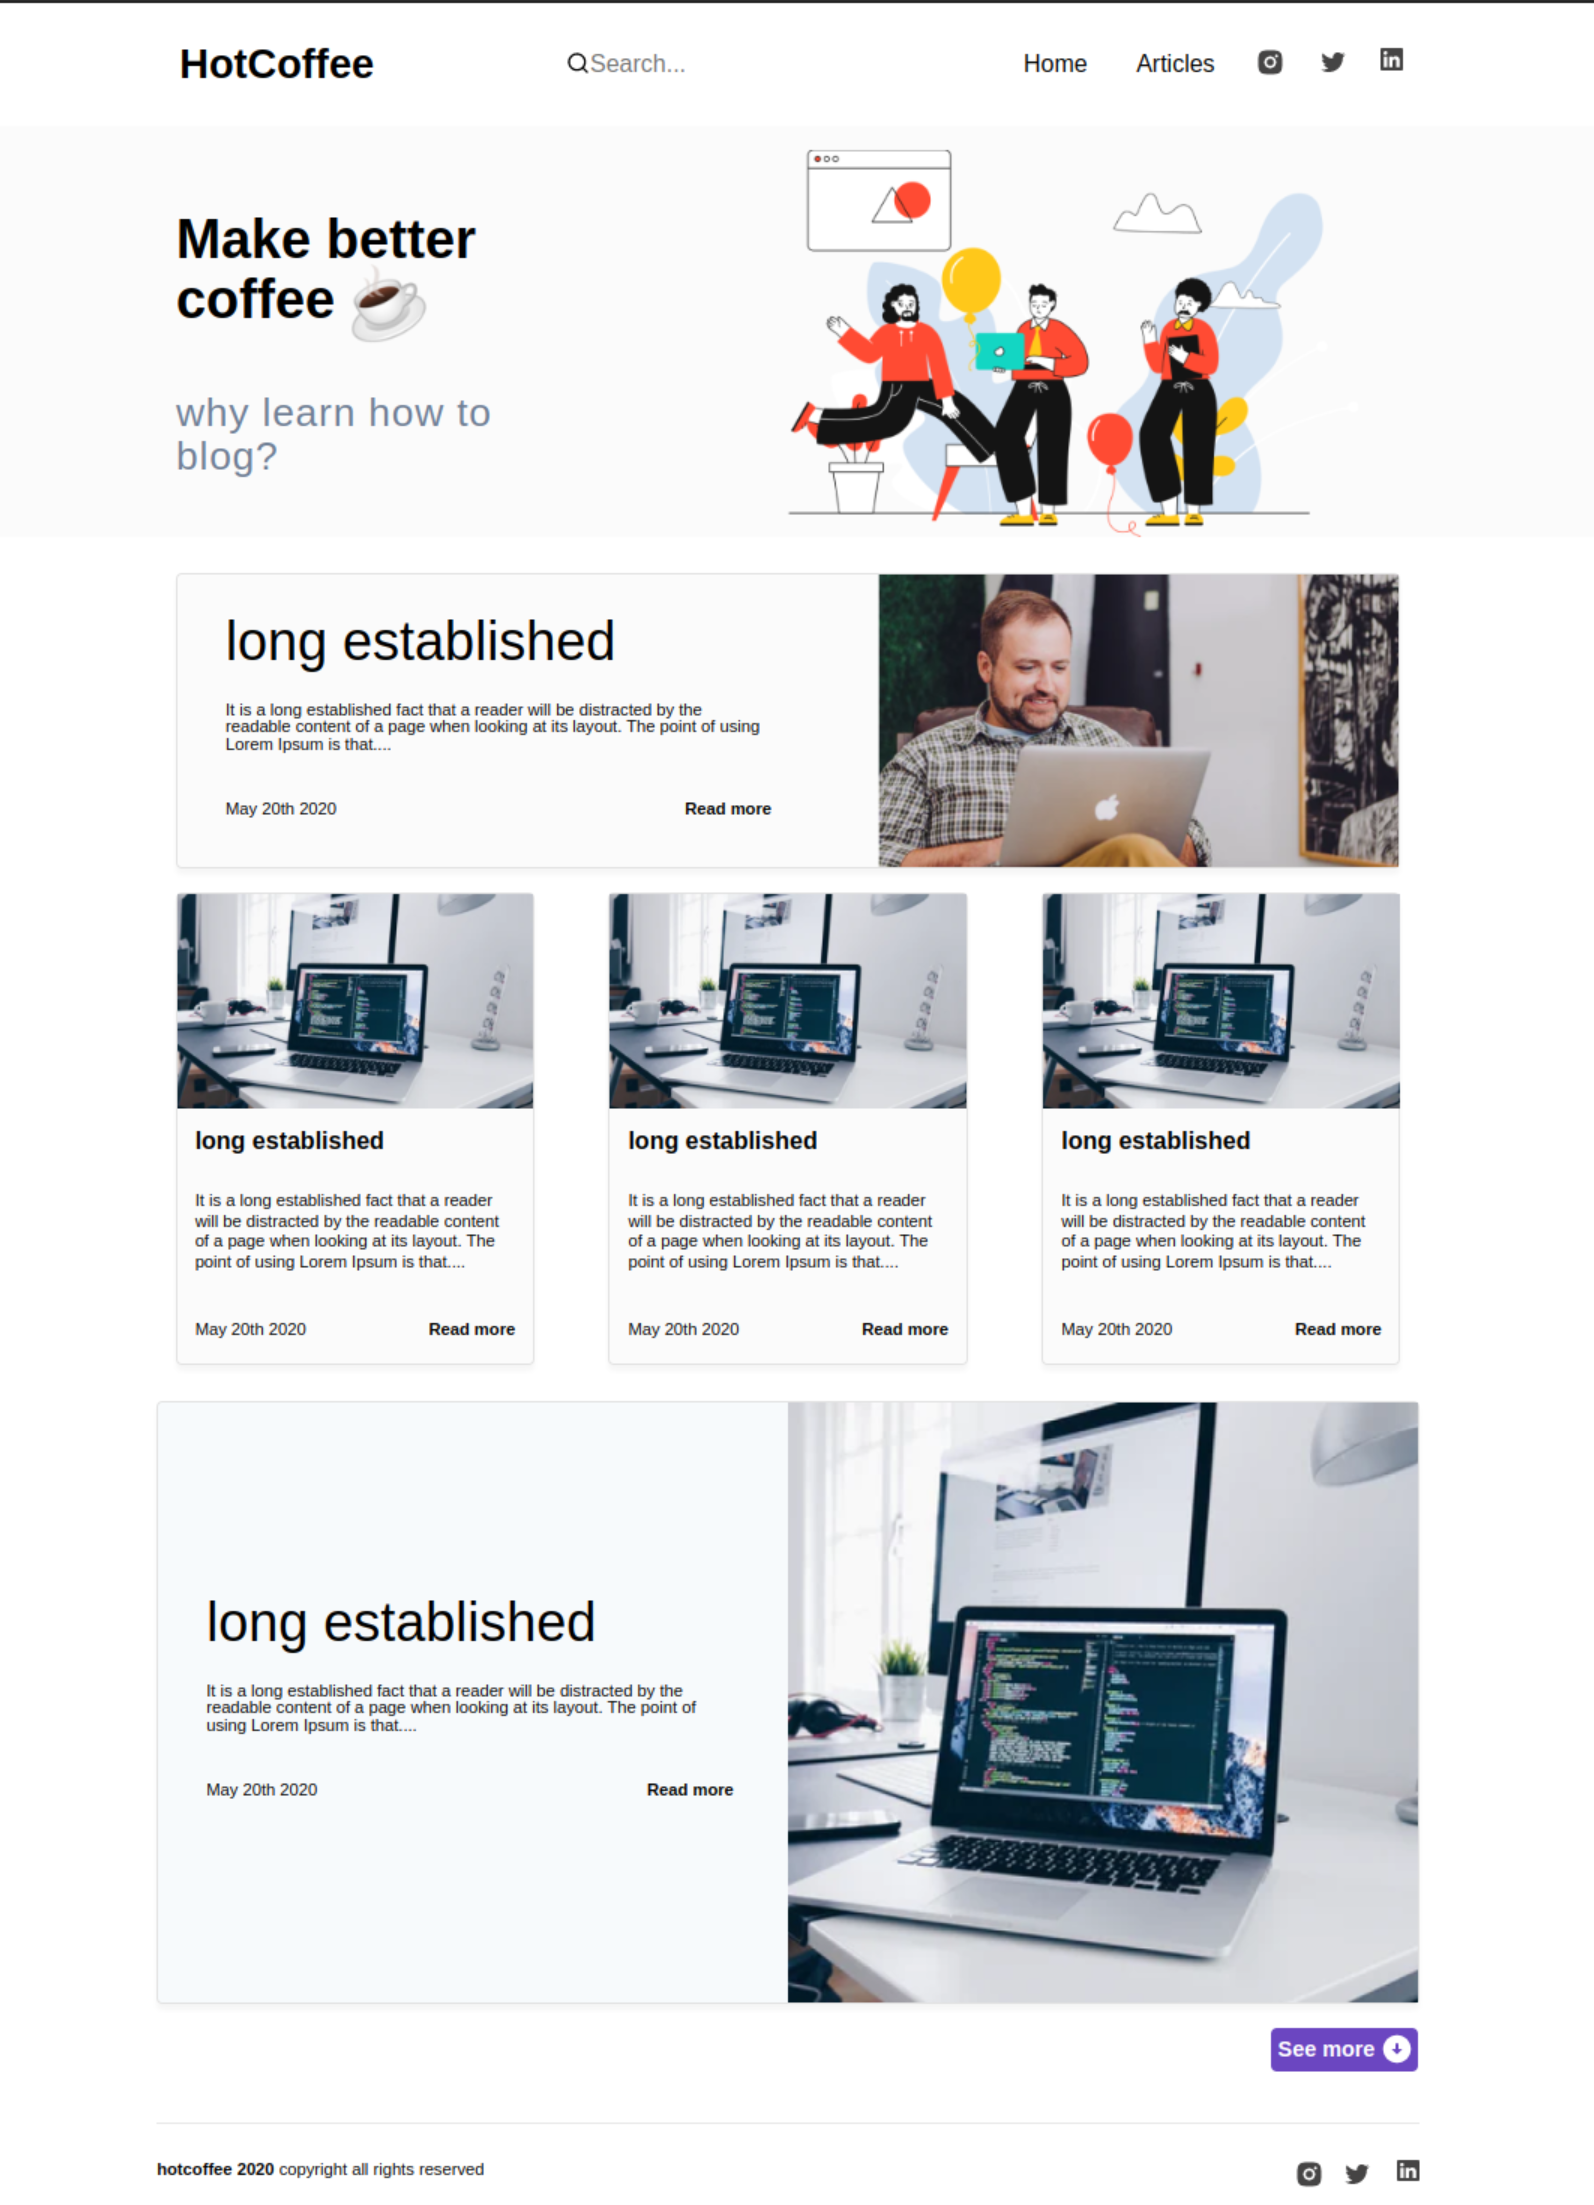 HotCoffee
Search...
Home
Articles
Make better
coffee ☕
why learn how to
blog?
long established
It is a long established fact that a reader will be distracted by the
readable content of a page when looking at its layout. The point of using
Lorem Ipsum is that....
May 20th 2020
Read more
long established
It is a long established fact that a reader
will be distracted by the readable content
of a page when looking at its layout. The
point of using Lorem Ipsum is that....
May 20th 2020
Read more
long established
It is a long established fact that a reader
will be distracted by the readable content
of a page when looking at its layout. The
point of using Lorem Ipsum is that....
May 20th 2020
Read more
long established
It is a long established fact that a reader
will be distracted by the readable content
of a page when looking at its layout. The
point of using Lorem Ipsum is that....
May 20th 2020
Read more
long established
It is a long established fact that a reader will be distracted by the
readable content of a page when looking at its layout. The point of
using Lorem Ipsum is that....
May 20th 2020
Read more
See more
hotcoffee 2020 copyright all rights reserved